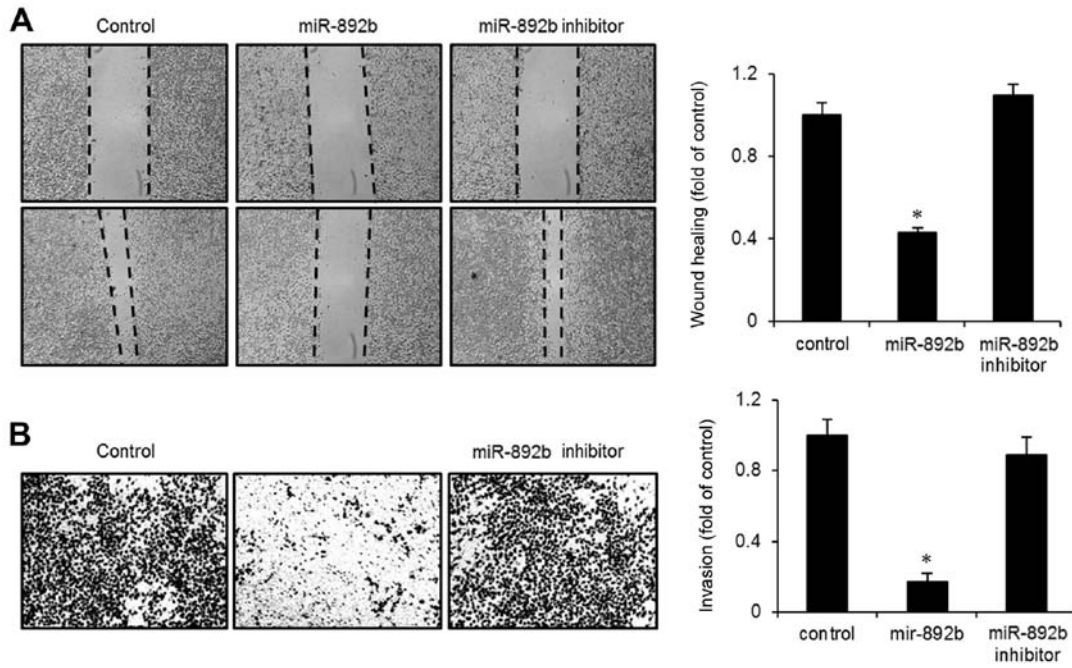 A
Control
miR-892b
miR-892b inhibitor
Wound healing (fold of control)
1.2
0.8
0.4
0
*
control
miR-892b
miR-892b
inhibitor
B
Control
miR-892b inhibitor
Invasion (fold of control)
1.2
0.8
0.4
0
*
control
mir-892b
miR-892b
inhibitor